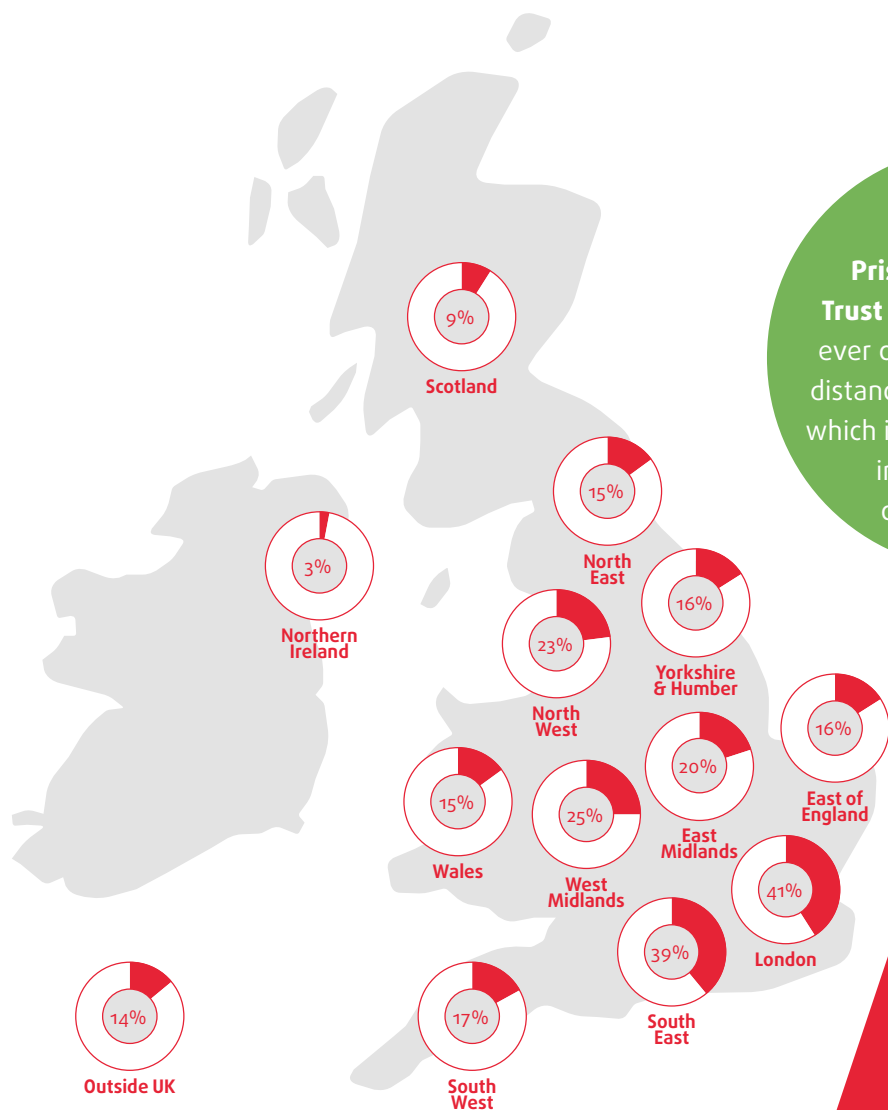 9%
Scotland
Pris
Trust
ever
distanc
which i
15%
North
East
3%
Northern
Ireland
16%
Yorkshire
& Humber
23%
North
West
16%
East of
England
20%
East
Midlands
15%
Wales
25%
West
Midlands
41%
London
39%
South
East
14%
Outside UK
17%
South
West